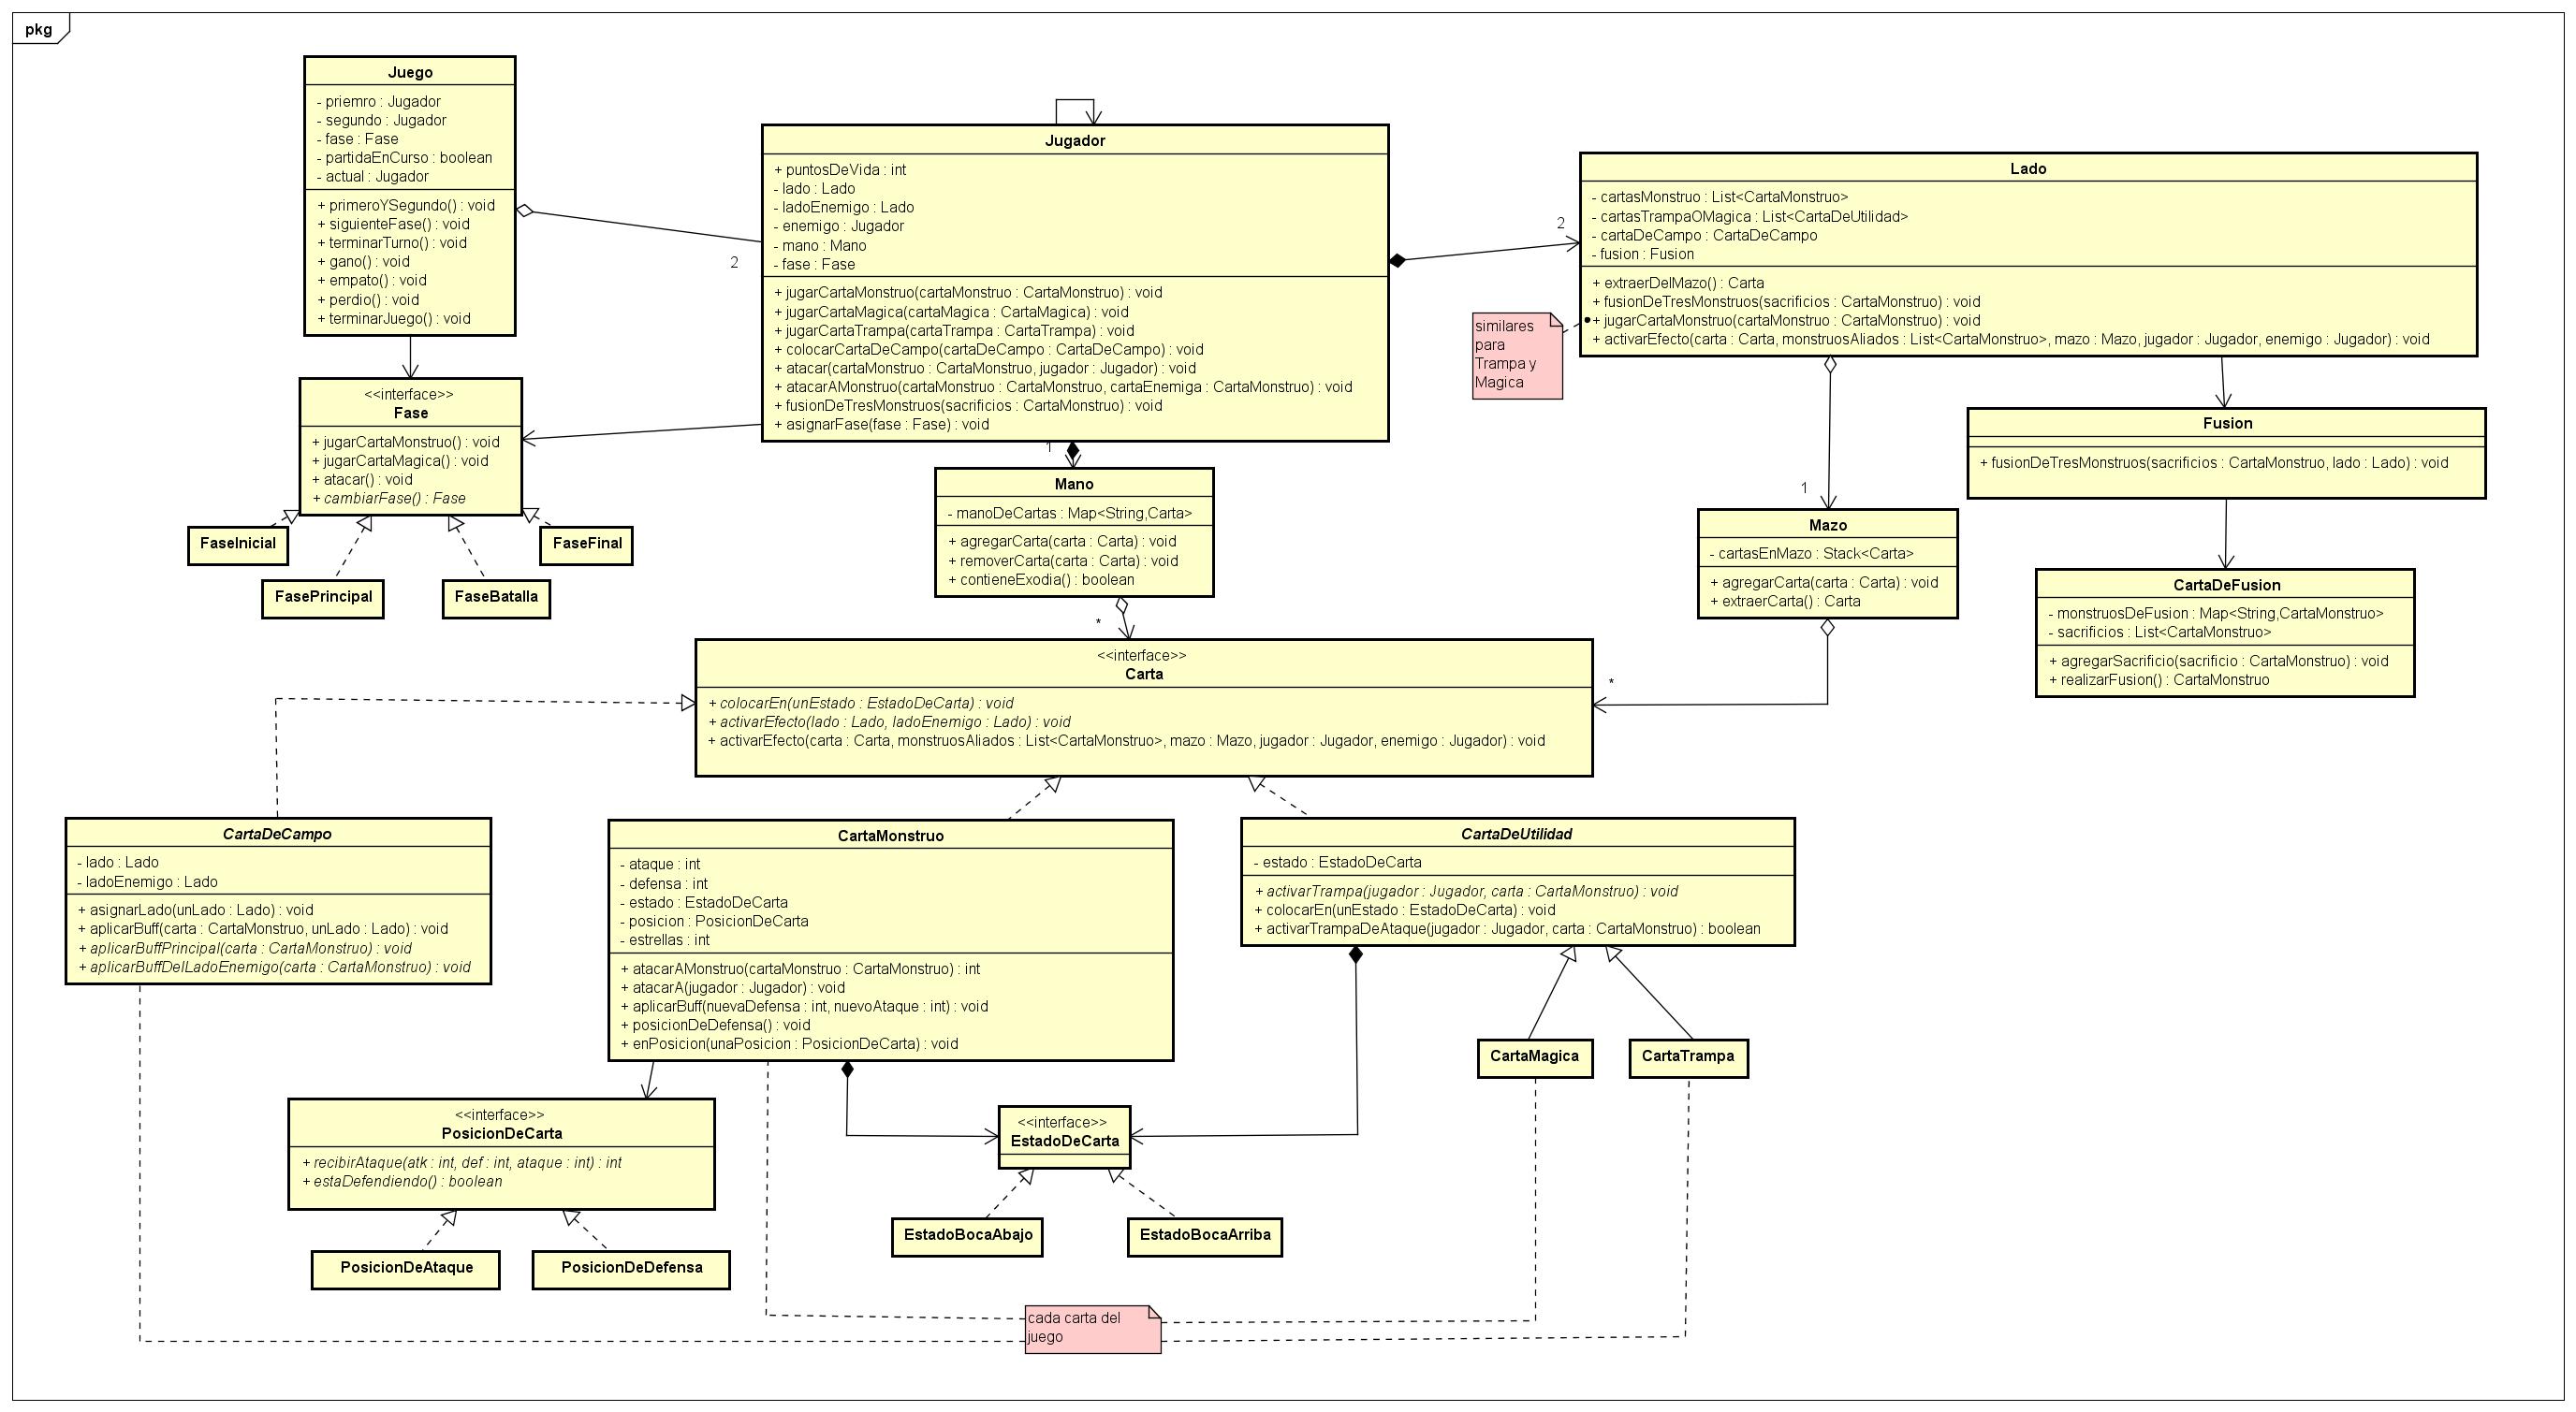 pkg
Juego
- priemro : Jugador
- segundo : Jugador
- fase : Fase
- partidaEnCurso : boolean
- actual : Jugador
+ primeroYSegundo() : void
+ siguienteFase() : void
+ terminarTurno() : void
+ gano() : void
+ empato() : void
+ perdio() : void
+ terminarJuego() : void
2
Jugador
+ puntosDeVida : int
- lado : Lado
- ladoEnemigo : Lado
- enemigo : Jugador
- mano : Mano
- fase : Fase
+ jugarCartaMonstruo(cartaMonstruo : CartaMonstruo) : void
+ jugarCartaMagica(cartaMagica : CartaMagica) : void
+ jugarCartaTrampa(cartaTrampa : CartaTrampa) : void
+ colocarCartaDeCampo(cartaDeCampo : CartaDeCampo) : void
+ atacar(cartaMonstruo : CartaMonstruo, jugador : Jugador) : void
+ atacarAMonstruo(cartaMonstruo : CartaMonstruo, cartaEnemiga : CartaMonstruo) : void
+ fusionDeTresMonstruos(sacrificios : CartaMonstruo) : void
+ asignarFase(fase : Fase) : void
2
Lado
- cartasMonstruo : List<CartaMonstruo>
- cartasTrampaOMagica : List<CartaDeUtilidad>
- cartaDeCampo : CartaDeCampo
- fusion : Fusion
+ extraerDelMazo() : Carta
+ fusionDeTresMonstruos(sacrificios : CartaMonstruo) : void
+ jugarCartaMonstruo(cartaMonstruo : CartaMonstruo) : void
+ activarEfecto(carta : Carta, monstruosAliados : List<CartaMonstruo>, mazo : Mazo, jugador : Jugador, enemigo : Jugador) : void
similares
para
Trampa y
Magica
<<interface>>
Fase
+ jugarCartaMonstruo() : void
+ jugarCartaMagica() : void
+ atacar() : void
+ cambiarFase() : Fase
FaseInicial
FaseFinal
FasePrincipal
FaseBatalla
1
Mano
- manoDeCartas : Map<String,Carta>
+ agregarCarta(carta : Carta) : void
+ removerCarta(carta : Carta) : void
+ contieneExodia() : boolean
*
1
Mazo
- cartasEnMazo : Stack<Carta>
+ agregarCarta(carta : Carta) : void
+ extraerCarta() : Carta
*
Fusion
+ fusionDeTresMonstruos(sacrificios : CartaMonstruo, lado : Lado) : void
CartaDeFusion
- monstruosDeFusion : Map<String,CartaMonstruo>
- sacrificios : List<CartaMonstruo>
+ agregarSacrificio(sacrificio : CartaMonstruo) : void
+ realizarFusion() : CartaMonstruo
<<interface>>
Carta
+ colocarEn(unEstado : EstadoDeCarta) : void
+ activarEfecto(lado : Lado, ladoEnemigo : Lado) : void
+ activarEfecto(carta : Carta, monstruosAliados : List<CartaMonstruo>, mazo : Mazo, jugador : Jugador, enemigo : Jugador) : void
CartaDeCampo
- lado : Lado
- ladoEnemigo : Lado
+ asignarLado(unLado : Lado) : void
+ aplicarBuff(carta : CartaMonstruo, unLado : Lado) : void
+ aplicarBuffPrincipal(carta : CartaMonstruo) : void
+ aplicarBuffDelLadoEnemigo(carta : CartaMonstruo) : void
CartaMonstruo
- ataque : int
- defensa : int
- estado : EstadoDeCarta
- posicion : PosicionDeCarta
- estrellas : int
+ atacarAMonstruo(cartaMonstruo : CartaMonstruo) : int
+ atacarA(jugador : Jugador) : void
+ aplicarBuff(nuevaDefensa : int, nuevoAtaque : int) : void
+ posicionDeDefensa() : void
+ enPosicion(unaPosicion : PosicionDeCarta) : void
CartaDeUtilidad
- estado : EstadoDeCarta
+ activarTrampa(jugador : Jugador, carta : CartaMonstruo) : void
+ colocarEn(unEstado : EstadoDeCarta) : void
+ activarTrampaDeAtaque(jugador : Jugador, carta : CartaMonstruo) : boolean
CartaMagica
CartaTrampa
<<interface>>
PosicionDeCarta
+ recibirAtaque(atk : int, def : int, ataque : int) : int
+ estaDefendiendo() : boolean
PosicionDeAtaque
PosicionDeDefensa
<<interface>>
EstadoDeCarta
EstadoBocaAbajo
EstadoBocaArriba
cada carta del
juego